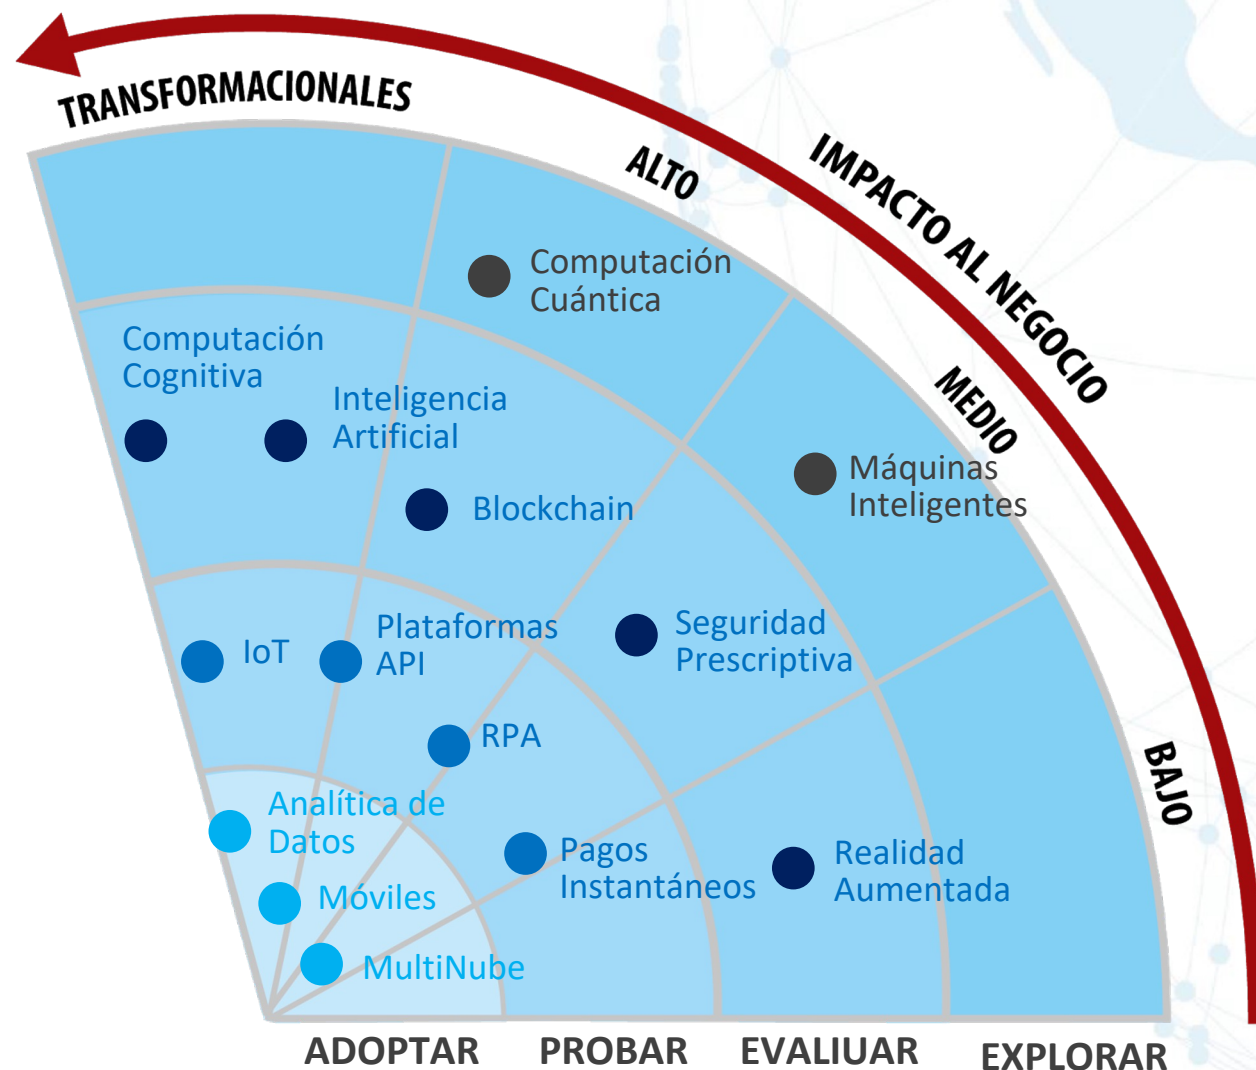 TRANSFORMACIONALES
ALTO
IMPACTO AL NEGOCIO
MEDIO
BAJO
Computación
Cuántica
Computación
Cognitiva
Inteligencia
Artificial
Máquinas
Inteligentes
Blockchain
Seguridad
Prescriptiva
Plataformas
API
IoT
RPA
Analítica de
Datos
Pagos
Instantáneos
Realidad
Aumentada
Móviles
MultiNube
ADOPTAR
PROBAR
EVALIUAR
EXPLORAR